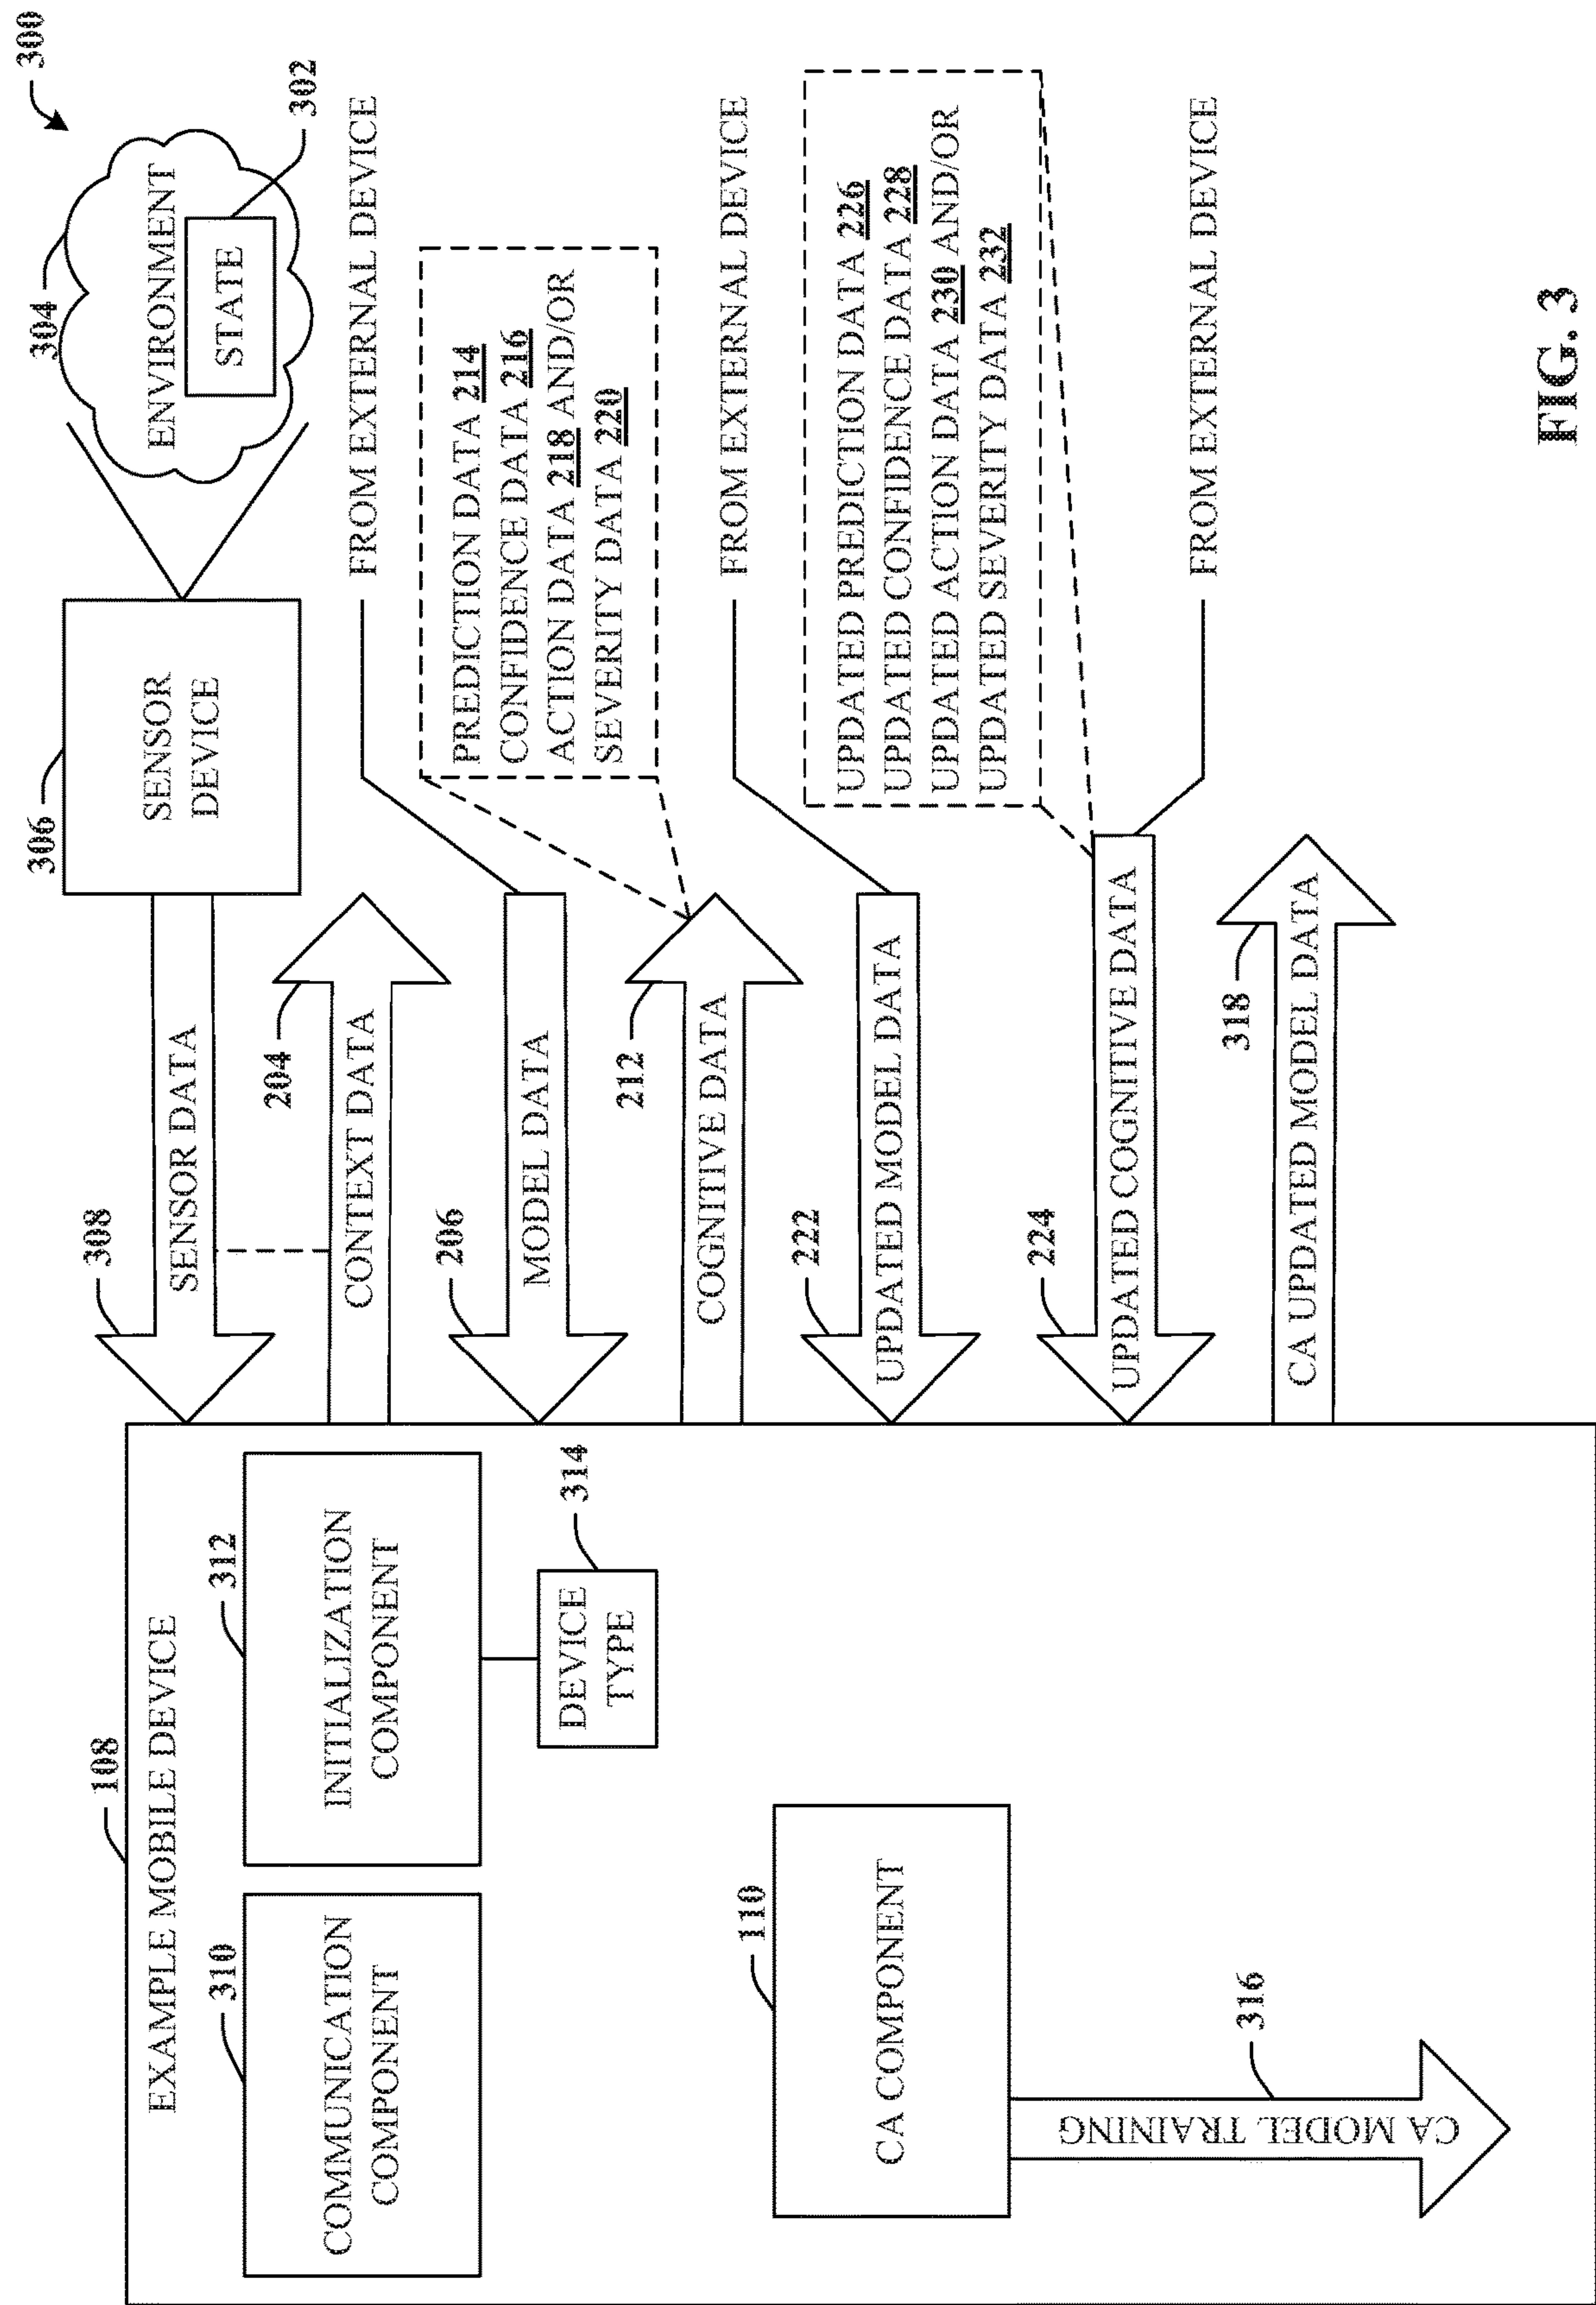 300
108
EXAMPLE MOBILE DEVICE
310
COMMUNICATION
COMPONENT
312
INITIALIZATION
COMPONENT
314
DEVICE
TYPE
110
CA COMPONENT
316
CA MODEL TRAINING
308
SENSOR DATA
306
SENSOR
DEVICE
304
ENVIRONMENT
STATE
302
204
CONTEXT DATA
FROM EXTERNAL DEVICE
206
MODEL DATA
PREDICTION DATA 214
CONFIDENCE DATA 216
ACTION DATA 218 AND/OR
SEVERITY DATA 220
212
COGNITIVE DATA
FROM EXTERNAL DEVICE
222
UPDATED MODEL DATA
UPDATED PREDICTION DATA 226
UPDATED CONFIDENCE DATA 228
UPDATED ACTION DATA 230 AND/OR
UPDATED SEVERITY DATA 232
224
UPDATED COGNITIVE DATA
FROM EXTERNAL DEVICE
318
CA UPDATED MODEL DATA
FIG. 3